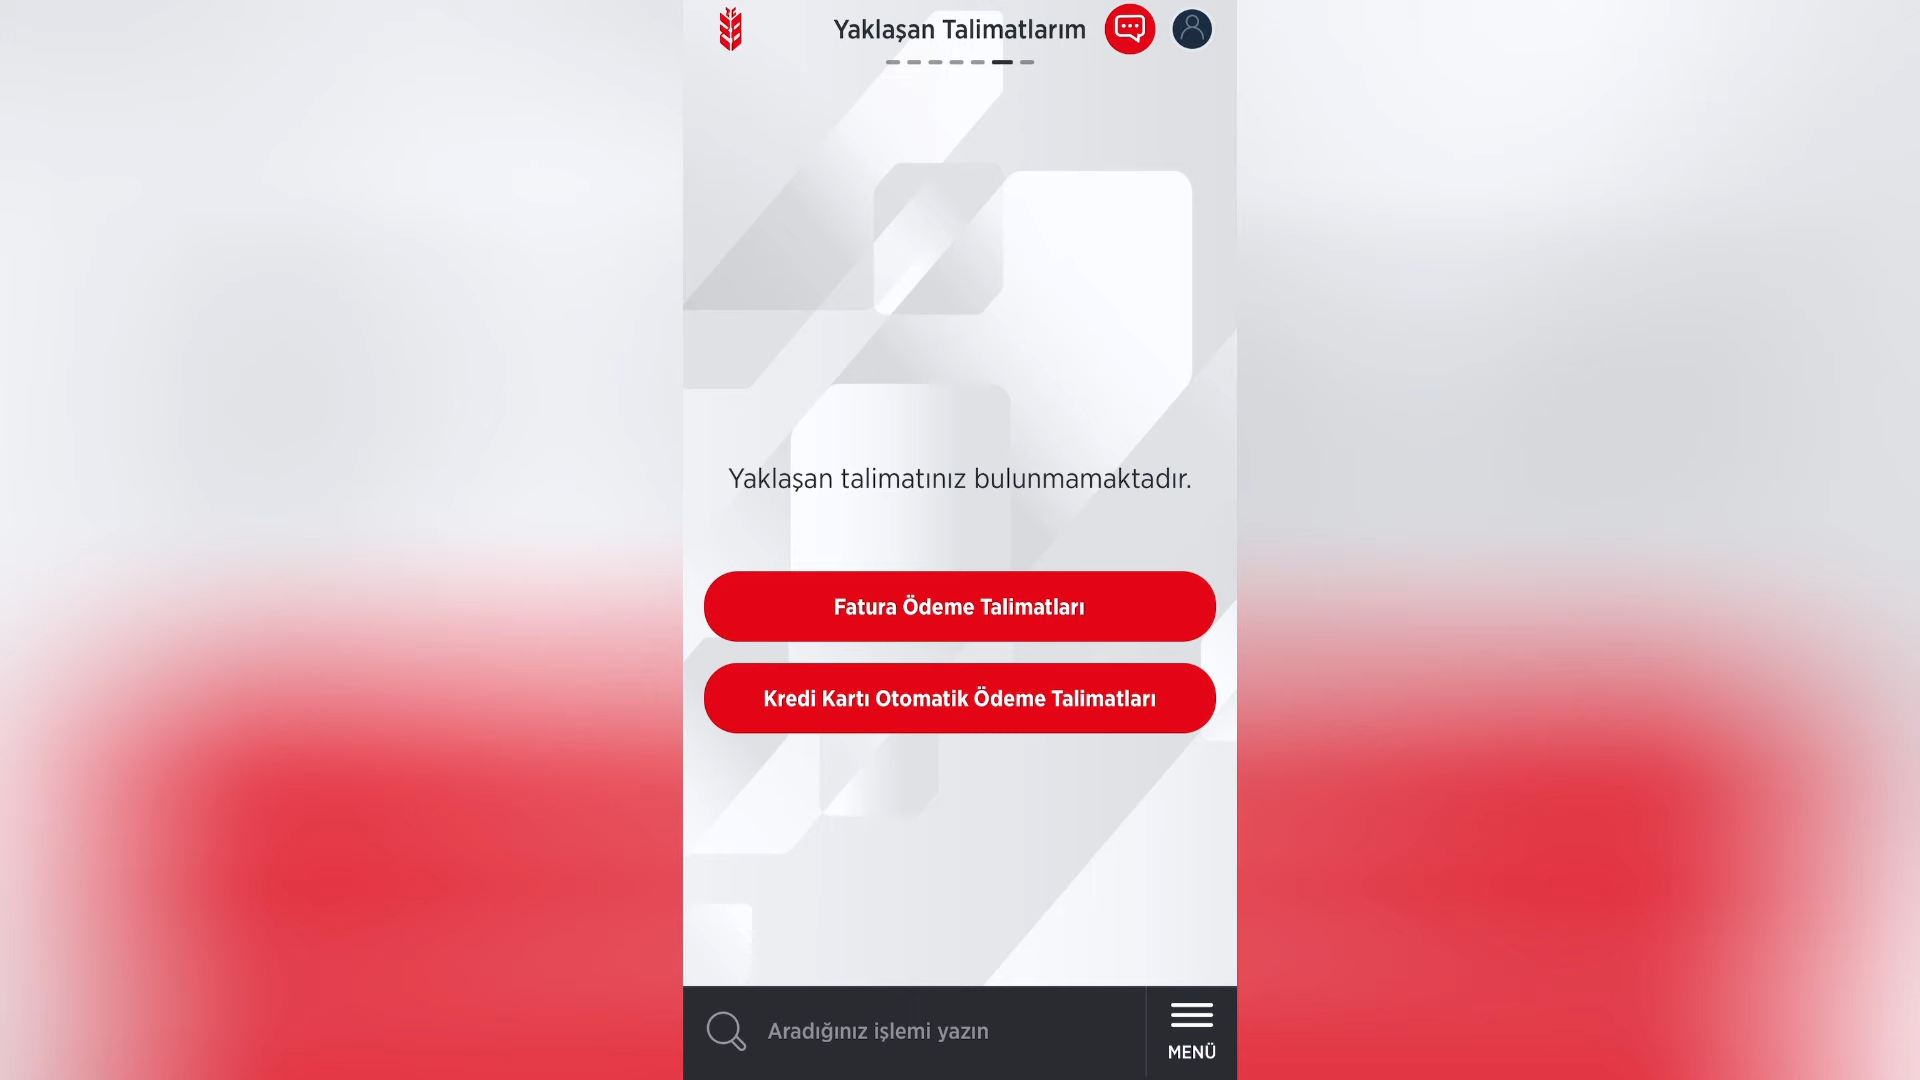 Yaklaşan Talimatlarım
Yaklaşan talimatınız bulunmamaktadır.
Fatura Ödeme Talimatları
Kredi Kartı Otomatik Ödeme Talimatları
Aradığınız işlemi yazın
MENÜ